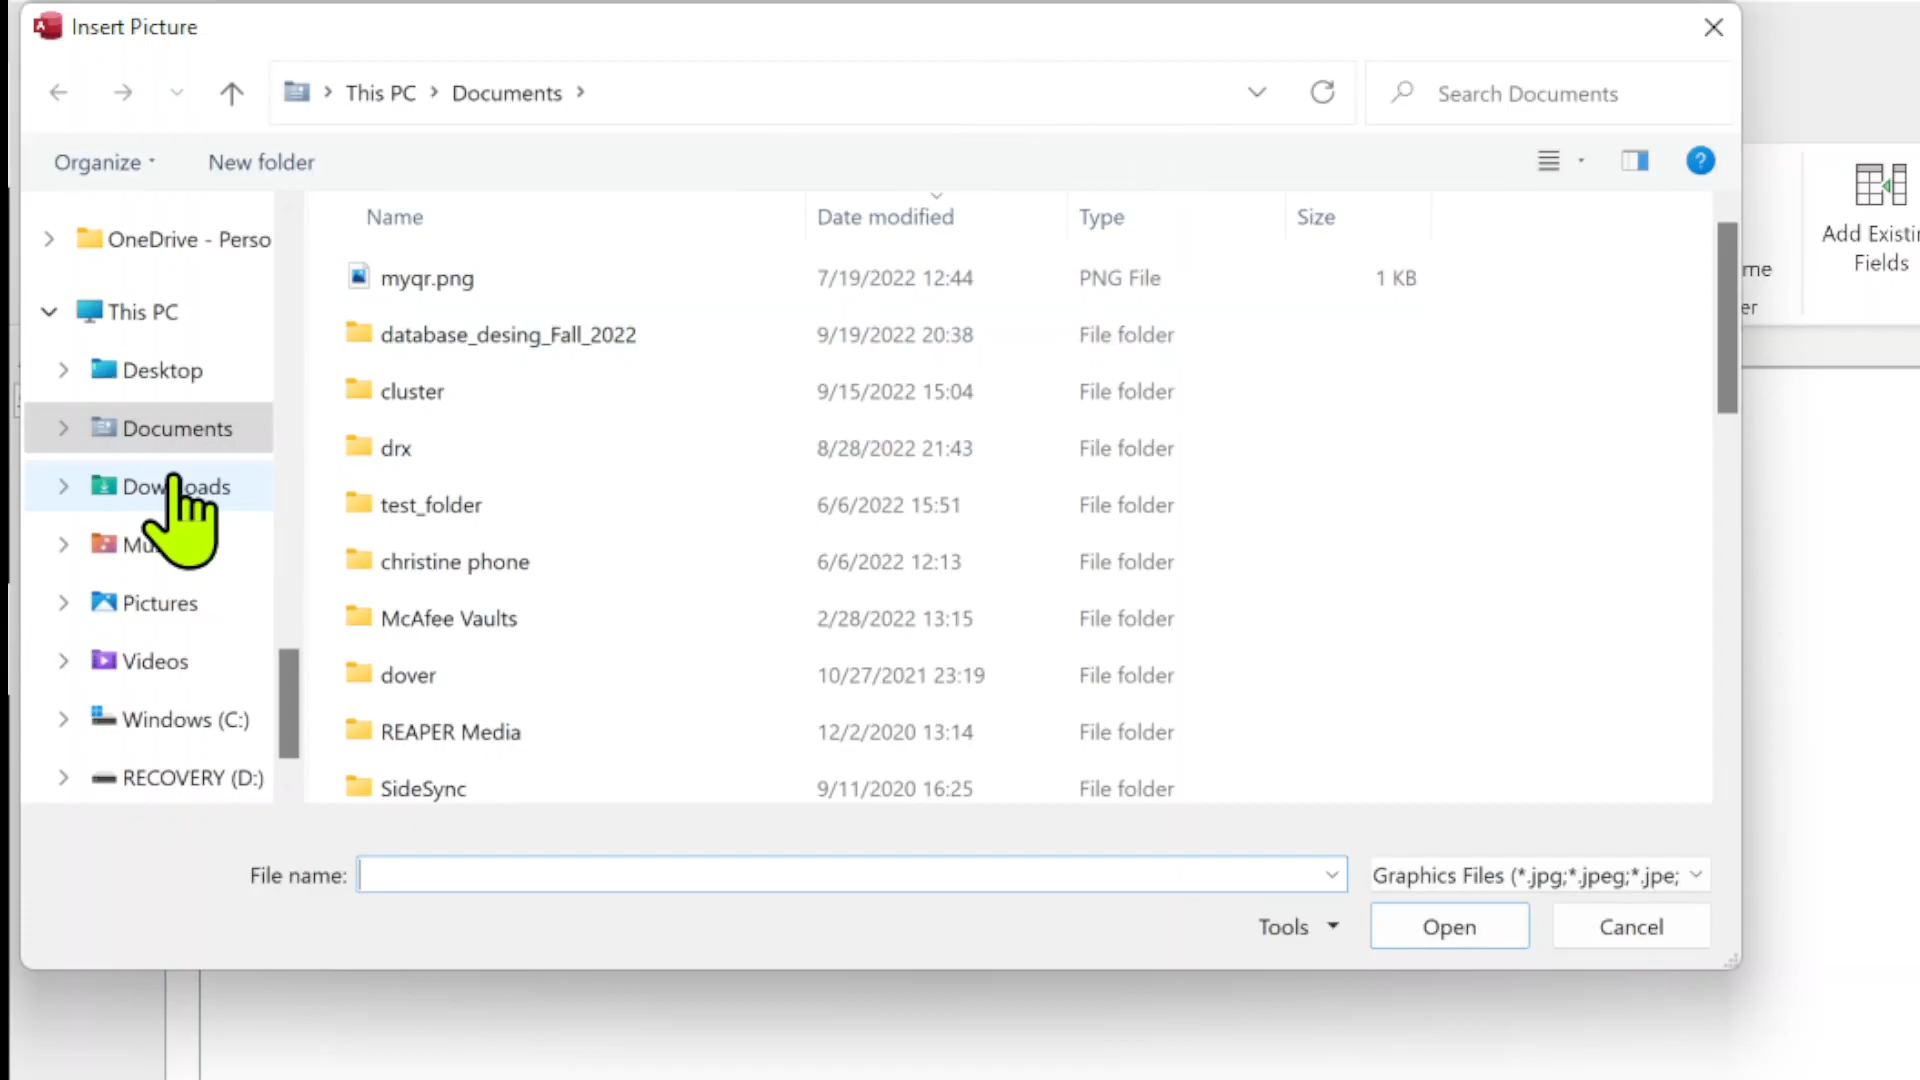 Insert Picture
This PC > Documents >
Search Documents
Organize
New folder
Name Date modified Type Size
OneDrive - Perso
This PC
Desktop
Documents
Downloads
Pictures
Videos
Windows (C:)
RECOVERY (D:)
myqr.png 7/19/2022 12:44 PNG File 1 KB
database_desing_Fall_2022 9/19/2022 20:38 File folder
cluster 9/15/2022 15:04 File folder
drx 8/28/2022 21:43 File folder
test_folder 6/6/2022 15:51 File folder
christine phone 6/6/2022 12:13 File folder
McAfee Vaults 2/28/2022 13:15 File folder
dover 10/27/2021 23:19 File folder
REAPER Media 12/2/2020 13:14 File folder
SideSync 9/11/2020 16:25 File folder
File name:
Graphics Files (*.jpg;*.jpeg;*.jpe;
Tools
Open
Cancel
me
er
Add Existin
Fields